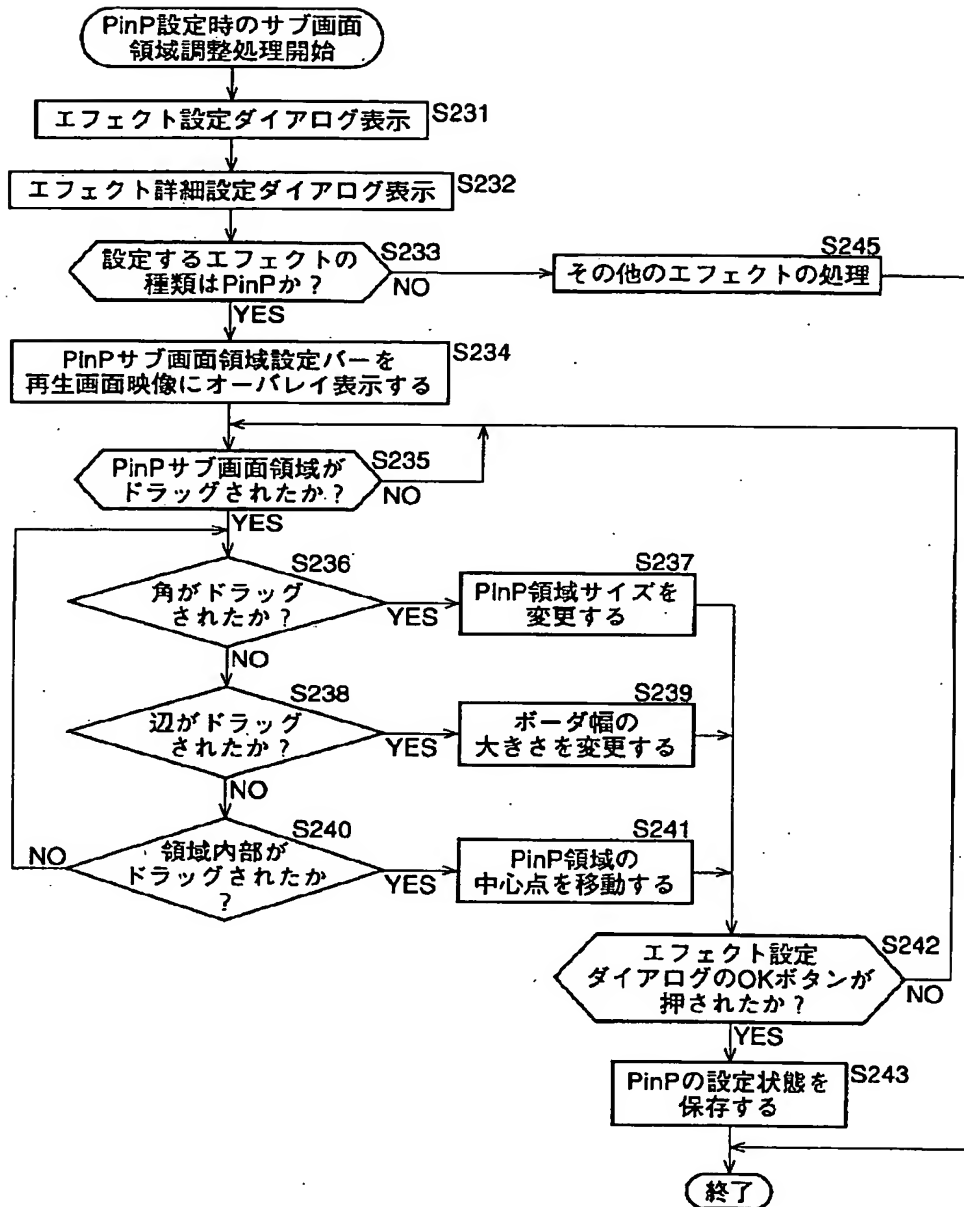 PinP設定時のサブ画面
領域調整処理開始
S231
エフェクト設定ダイアログ表示
S232
エフェクト詳細設定ダイアログ表示
S233
設定するエフェクトの
種類はPinPか?
NO
YES
S245
その他のエフェクトの処理
S234
PinPサブ画面領域設定バーを
再生画面映像にオーバレイ表示する
S235
PinPサブ画面領域が
ドラッグされたか?
NO
YES
S236
角がドラッグ
されたか?
YES
NO
S237
PinP領域サイズを
変更する
S238
辺がドラッグ
されたか?
YES
NO
S239
ボーダ幅の
大きさを変更する
S240
領域内部が
ドラッグされたか
?
NO
YES
S241
PinP領域の
中心点を移動する
S242
エフェクト設定
ダイアログのOKボタンが
押されたか?
NO
YES
S243
PinPの設定状態を
保存する
終了